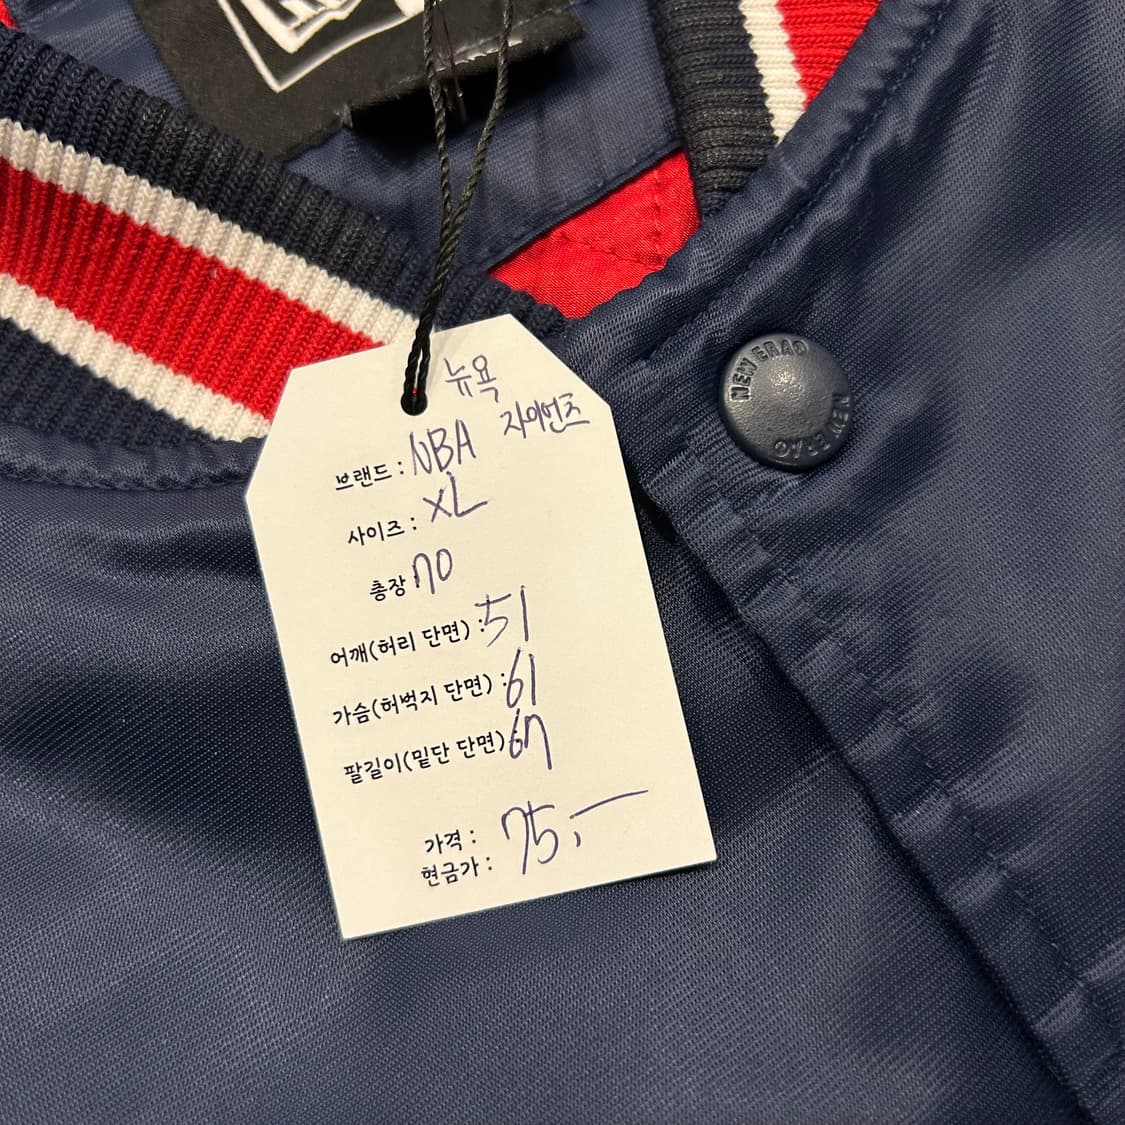 뉴욕
자이언츠
브랜드 : NBA
사이즈 : XL
총장 70
어깨(허리 단면) : 51
가슴(허벅지 단면) : 61
팔길이(밑단 단면) : 67
가격 :
현금가 : 75,—
NEW ERA
NEW ERA